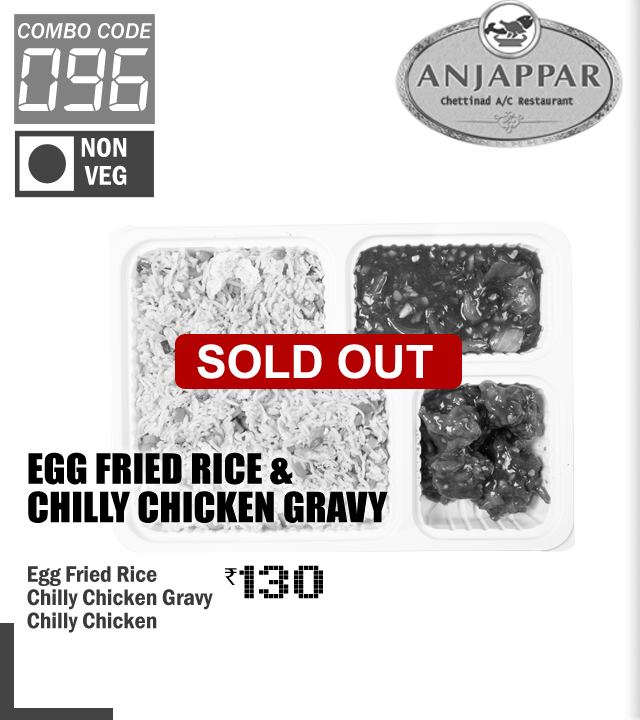 COMBO CODE
096
NON
VEG
ANJAPPAR
Chettinad A/C Restaurant
SOLD OUT
EGG FRIED RICE &
CHILLY CHICKEN GRAVY
Egg Fried Rice
Chilly Chicken Gravy
Chilly Chicken
₹130